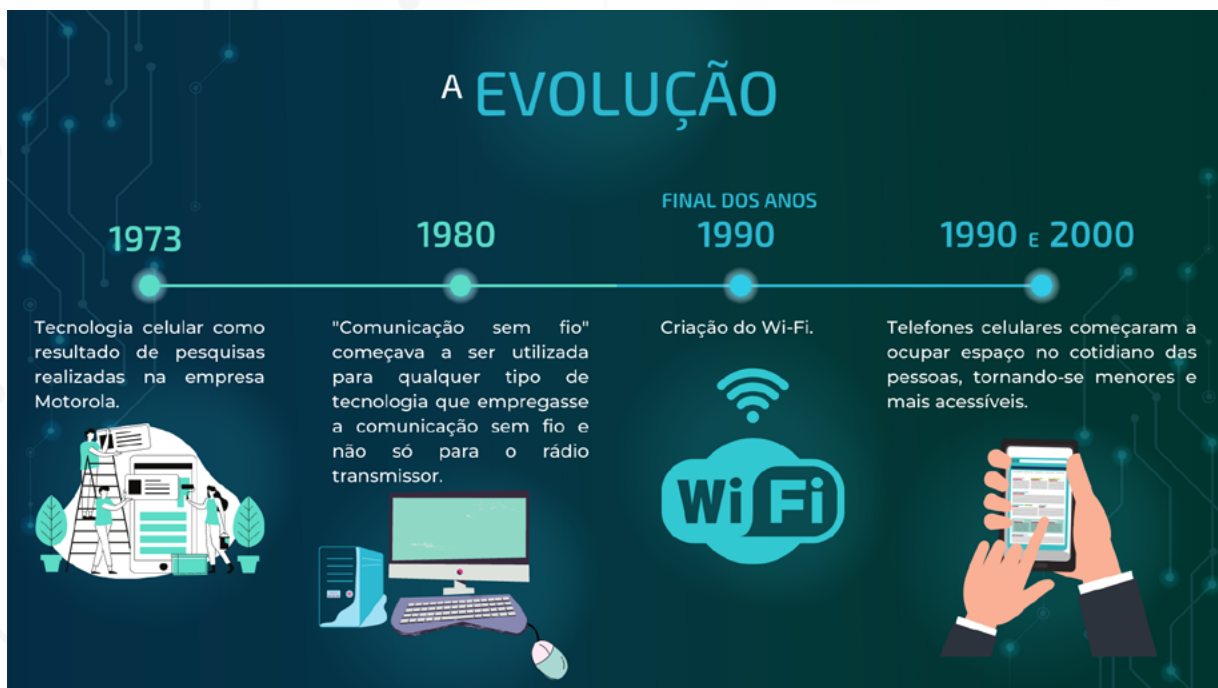 A EVOLUÇÃO
1973
Tecnologia celular como
resultado de pesquisas
realizadas na empresa
Motorola.
1980
"Comunicação sem fio"
começava a ser utilizada
para qualquer tipo de
tecnologia que empregasse
a comunicação sem fio e
não só para o rádio
transmissor.
FINAL DOS ANOS
1990
Criação do Wi-Fi.
Wi Fi
1990 E 2000
Telefones celulares começaram a
ocupar espaço no cotidiano das
pessoas, tornando-se menores e
mais acessíveis.